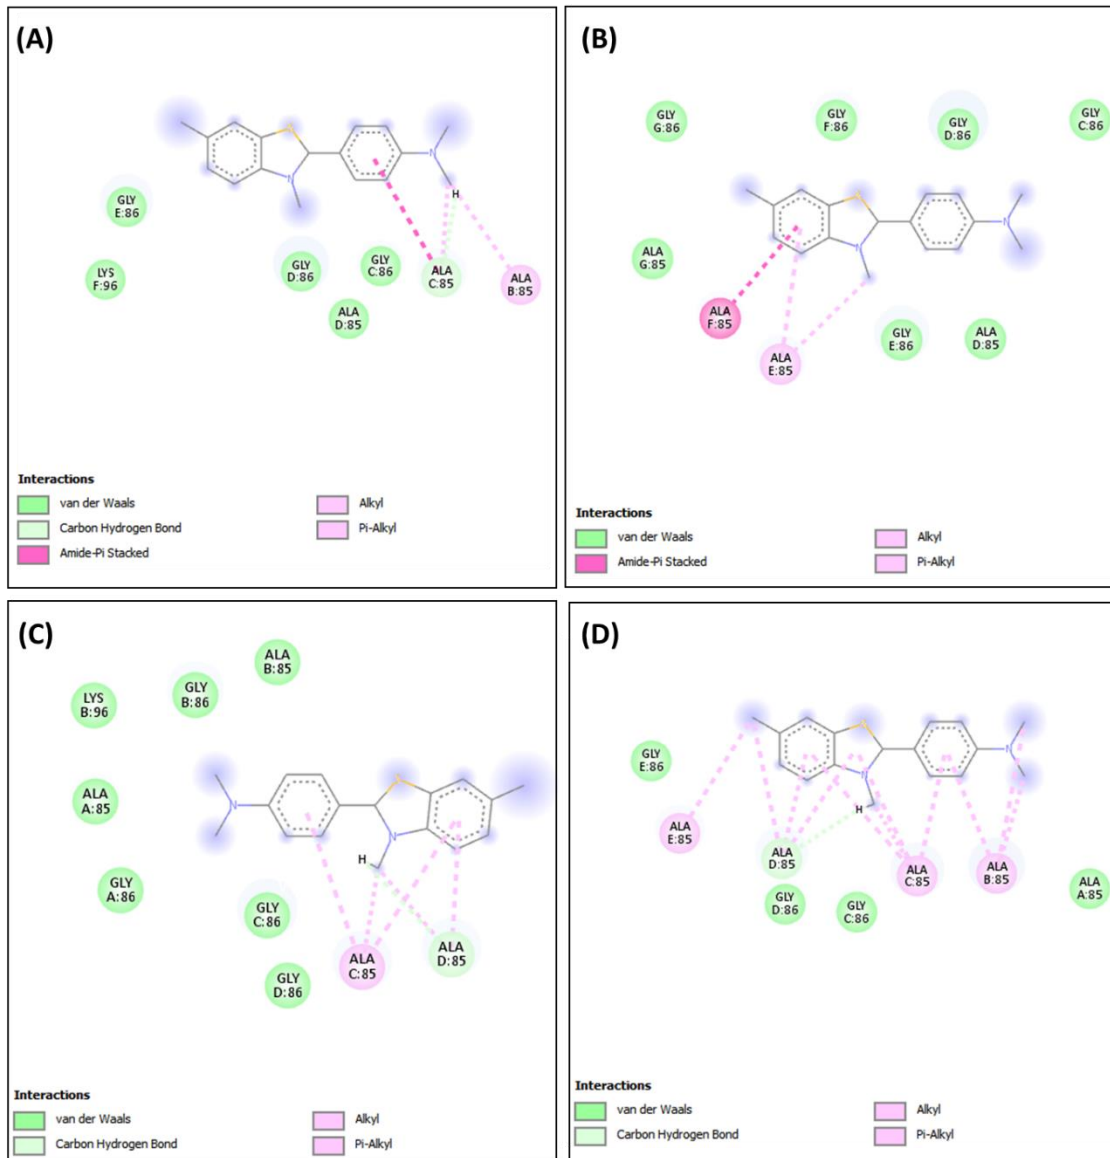 (A)
S
N
N
H
GLY
E:86
LYS
F:96
GLY
D:86
GLY
C:86
ALA
D:85
ALA
C:85
ALA
B:85
Interactions
van der Waals
Carbon Hydrogen Bond
Amide-Pi Stacked
Alkyl
Pi-Alkyl
(B)
GLY
G:86
GLY
F:86
GLY
D:86
GLY
C:86
S
N
N
ALA
G:85
ALA
F:85
ALA
E:85
GLY
E:86
ALA
D:85
Interactions
van der Waals
Amide-Pi Stacked
Alkyl
Pi-Alkyl
(C)
ALA
B:85
GLY
B:86
LYS
B:96
ALA
A:85
GLY
A:86
N
S
N
H
GLY
C:86
GLY
D:86
ALA
C:85
ALA
D:85
Interactions
van der Waals
Carbon Hydrogen Bond
Alkyl
Pi-Alkyl
(D)
S
N
N
H
GLY
E:86
ALA
E:85
ALA
D:85
GLY
D:86
GLY
C:86
ALA
C:85
ALA
B:85
ALA
A:85
Interactions
van der Waals
Carbon Hydrogen Bond
Alkyl
Pi-Alkyl